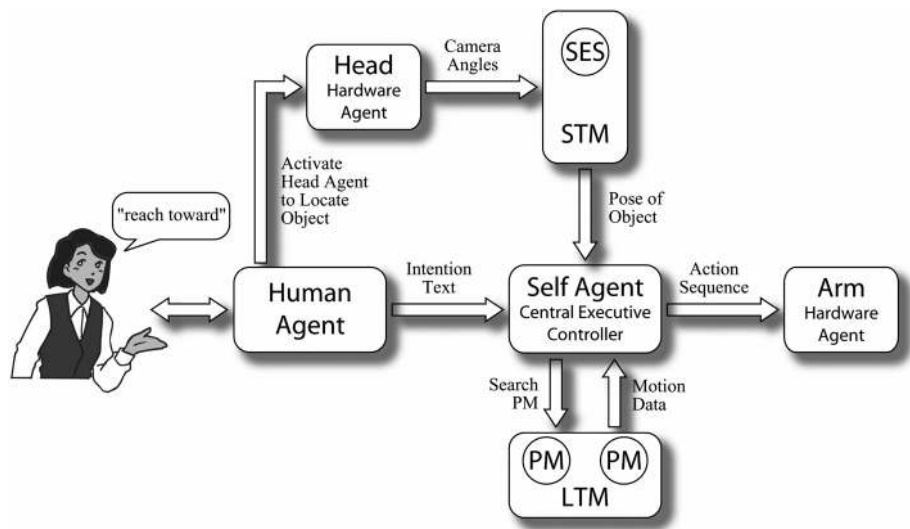 Head
Hardware
Agent
Camera
Angles
SES
STM
Activate
Head Agent
to Locate
Object
"reach toward"
Pose of
Object
Human
Agent
Intention
Text
Self Agent
Central Executive
Controller
Action
Sequence
Arm
Hardware
Agent
Search
PM
Motion
Data
PM
PM
LTM